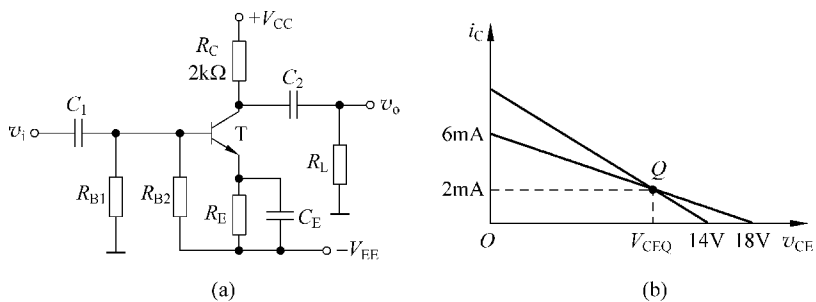 +V_CC
R_C
2kΩ
C_2
C_1
v_i
v_o
T
R_L
R_B1
R_B2
R_E
C_E
−V_EE
(a)
i_C
6mA
Q
2mA
O
V_CEQ
14V
18V
v_CE
(b)